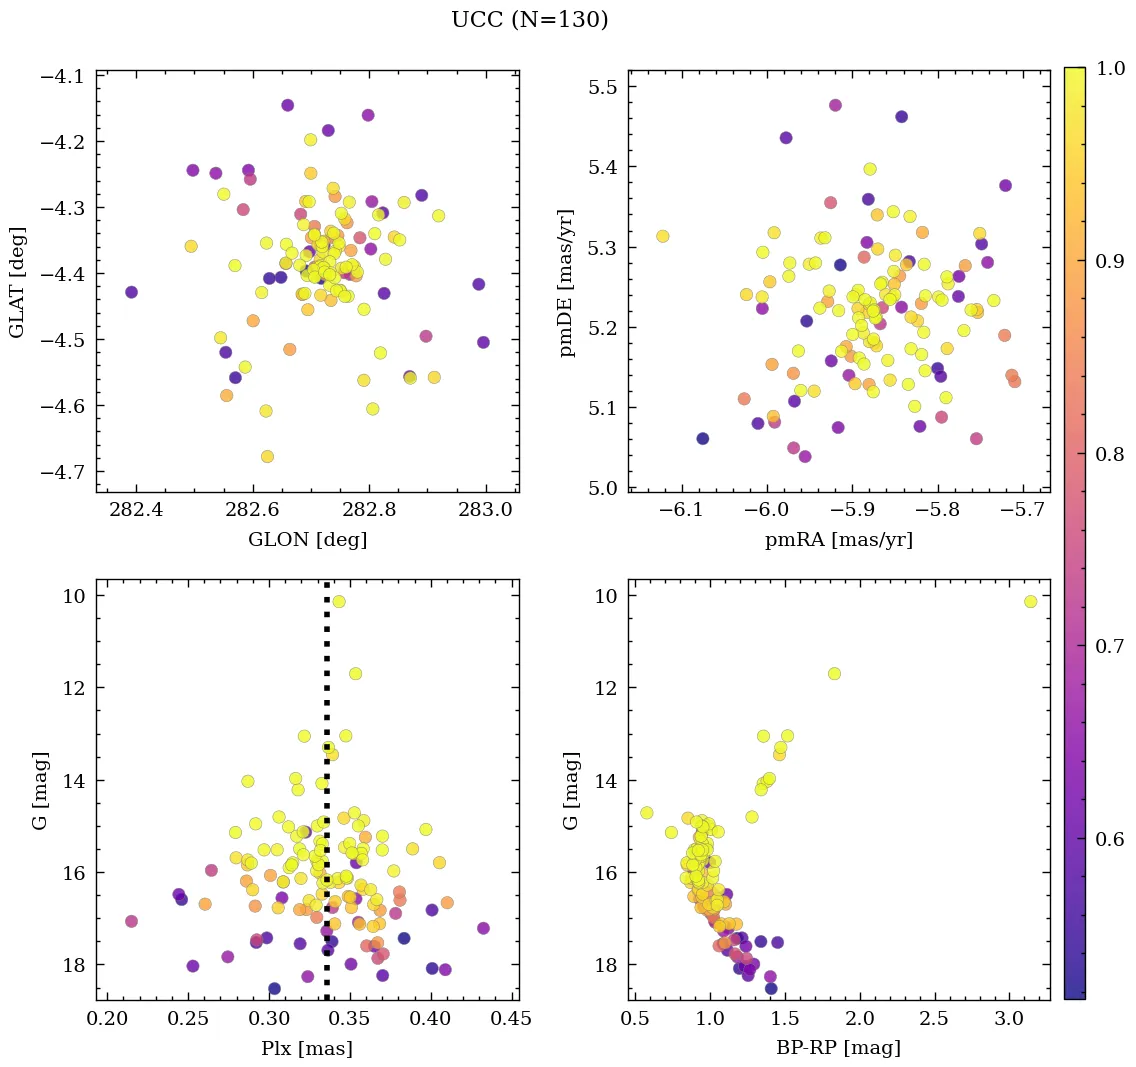 UCC (N=130)
−4.1
−4.2
−4.3
−4.4
−4.5
−4.6
−4.7
GLAT [deg]
282.4 282.6 282.8 283.0
GLON [deg]
5.5
5.4
5.3
5.2
5.1
5.0
pmDE [mas/yr]
−6.1 −6.0 −5.9 −5.8 −5.7
pmRA [mas/yr]
10
12
14
16
18
G [mag]
0.20 0.25 0.30 0.35 0.40 0.45
Plx [mas]
10
12
14
16
18
G [mag]
0.5 1.0 1.5 2.0 2.5 3.0
BP-RP [mag]
1.0
0.9
0.8
0.7
0.6